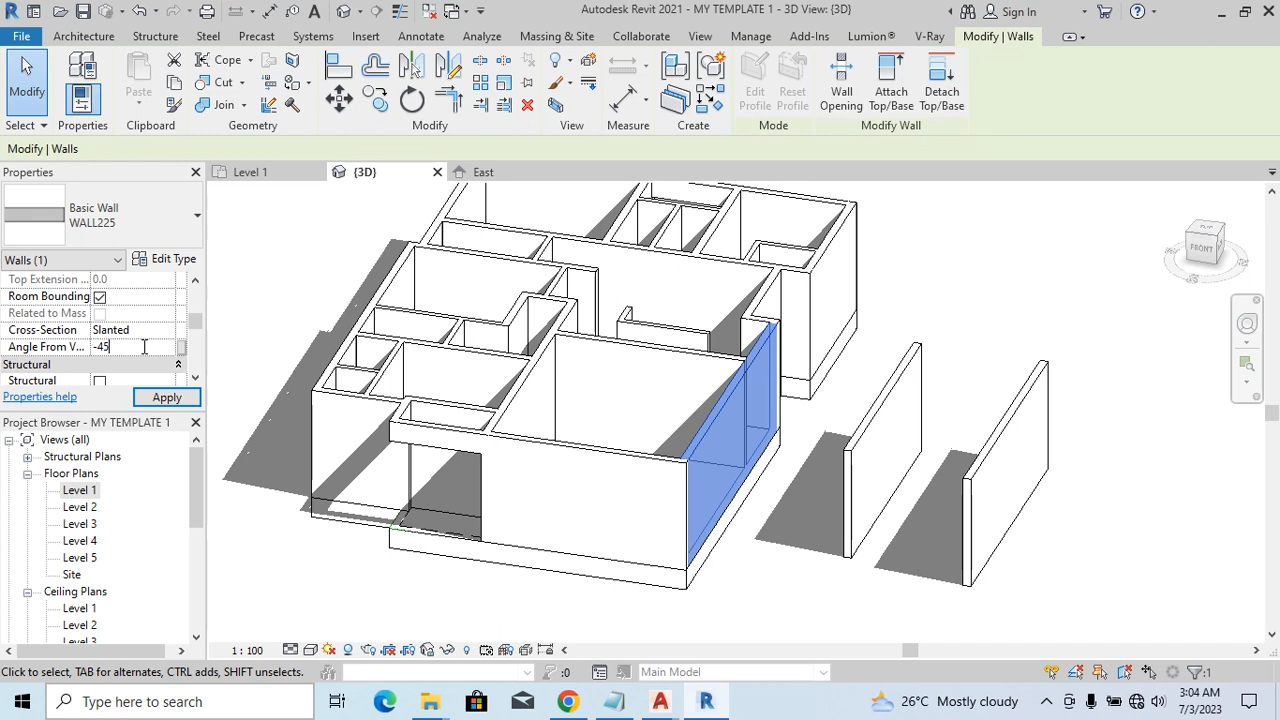 Autodesk Revit 2021 - MY TEMPLATE 1 - 3D View: {3D}
Sign In
File Architecture Structure Steel Precast Systems Insert Annotate Analyze Massing & Site Collaborate View Manage Add-Ins Lumion® V-Ray Modify | Walls
Modify
Properties
Paste
Cope
Cut
Join
Edit Profile
Reset Profile
Wall Opening
Attach Top/Base
Detach Top/Base
Select Properties Clipboard Geometry Modify View Measure Create Mode Modify Wall
Modify | Walls
Properties
Level 1
{3D}
East
Basic Wall
WALL225
Walls (1)
Edit Type
Top Extension ... 0.0
Room Bounding
Related to Mass
Cross-Section Slanted
Angle From V... -45
Structural
Structural
Properties help
Apply
Project Browser - MY TEMPLATE 1
Views (all)
Structural Plans
Floor Plans
Level 1
Level 2
Level 3
Level 4
Level 5
Site
Ceiling Plans
Level 1
Level 2
Level 3
TOP
FRONT
1 : 100
Click to select, TAB for alternates, CTRL adds, SHIFT unselects.
:0
Main Model
:1
Type here to search
26°C Mostly cloudy
3:04 AM
7/3/2023